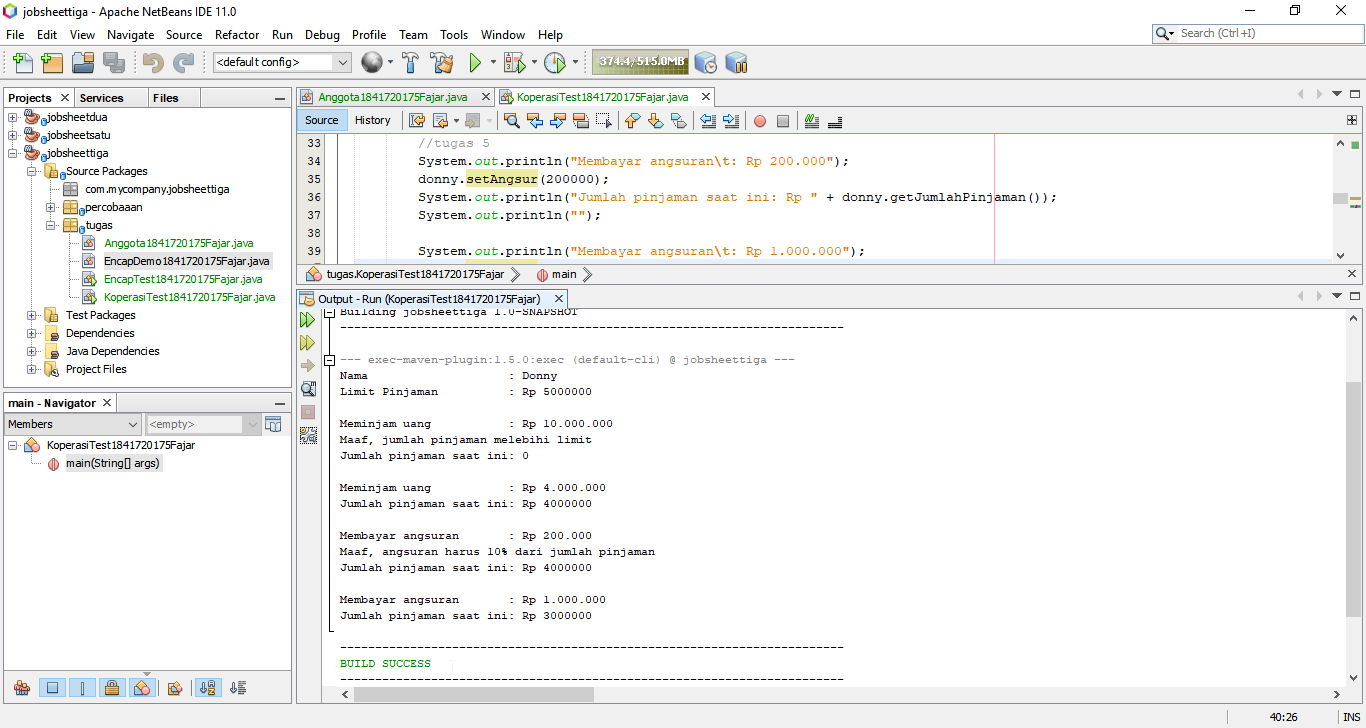 jobsheettiga - Apache NetBeans IDE 11.0
File Edit View Navigate Source Refactor Run Debug Profile Team Tools Window Help
Search (Ctrl+I)
<default config>
374.4/515.0MB
Projects Services Files
jobsheetdua
jobsheetsatu
jobsheettiga
Source Packages
com.mycompany.jobsheettiga
percobaaan
tugas
Anggota1841720175Fajar.java
EncapDemo1841720175Fajar.java
EncapTest1841720175Fajar.java
KoperasiTest1841720175Fajar.java
Test Packages
Dependencies
Java Dependencies
Project Files
main - Navigator
Members <empty>
KoperasiTest1841720175Fajar
main(String[] args)
Anggota1841720175Fajar.java KoperasiTest1841720175Fajar.java
Source History
33 //tugas 5
34 System.out.println("Membayar angsuran\t: Rp 200.000");
35 donny.setAngsur(200000);
36 System.out.println("Jumlah pinjaman saat ini: Rp " + donny.getJumlahPinjaman());
37 System.out.println("");
38
39 System.out.println("Membayar angsuran\t: Rp 1.000.000");
tugas.KoperasiTest1841720175Fajar main
Output - Run (KoperasiTest1841720175Fajar)
Building jobsheettiga 1.0-SNAPSHOT
------------------------------------------------------------------------
--- exec-maven-plugin:1.5.0:exec (default-cli) @ jobsheettiga ---
Nama : Donny
Limit Pinjaman : Rp 5000000
Meminjam uang : Rp 10.000.000
Maaf, jumlah pinjaman melebihi limit
Jumlah pinjaman saat ini: 0
Meminjam uang : Rp 4.000.000
Jumlah pinjaman saat ini: Rp 4000000
Membayar angsuran : Rp 200.000
Maaf, angsuran harus 10% dari jumlah pinjaman
Jumlah pinjaman saat ini: Rp 4000000
Membayar angsuran : Rp 1.000.000
Jumlah pinjaman saat ini: Rp 3000000
------------------------------------------------------------------------
BUILD SUCCESS
------------------------------------------------------------------------
40:26 INS